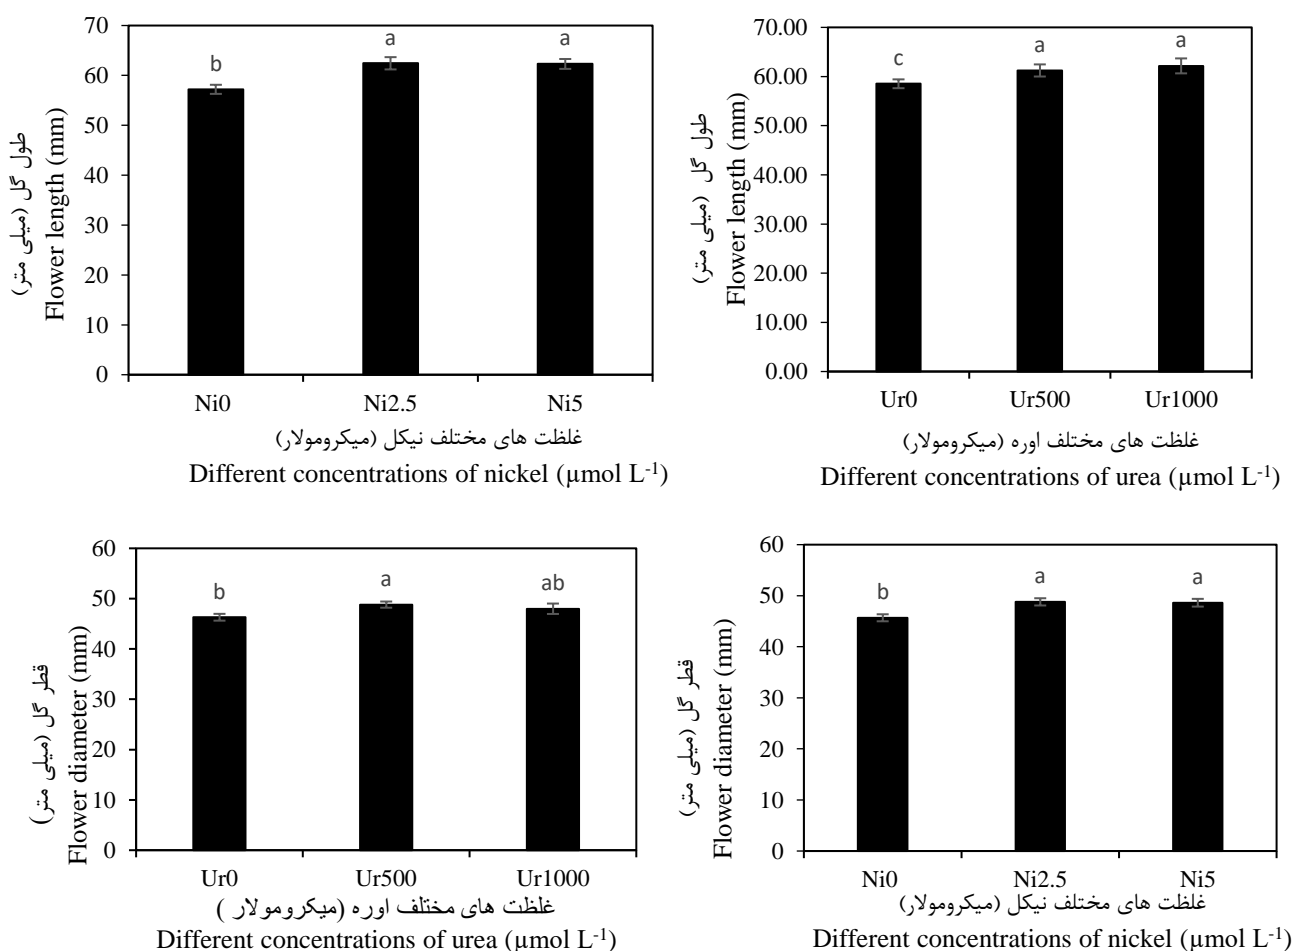 طول گل (میلی متر)
Flower length (mm)
70
60
50
40
30
20
10
0
b
a
a
Ni0
Ni2.5
Ni5
غلظت های مختلف نیکل (میکرومولار)
Different concentrations of nickel (µmol L-1)
طول گل (میلی متر)
Flower length (mm)
70.00
60.00
50.00
40.00
30.00
20.00
10.00
0.00
c
a
a
Ur0
Ur500
Ur1000
غلظت های مختلف اوره (میکرومولار)
Different concentrations of urea (µmol L-1)
قطر گل (میلی متر)
Flower diameter (mm)
60
50
40
30
20
10
0
b
a
ab
Ur0
Ur500
Ur1000
غلظت های مختلف اوره (میکرومولار )
Different concentrations of urea (µmol L-1)
قطر گل (میلی متر)
Flower diameter (mm)
60
50
40
30
20
10
0
b
a
a
Ni0
Ni2.5
Ni5
غلظت های مختلف نیکل (میکرومولار)
Different concentrations of nickel (µmol L-1)